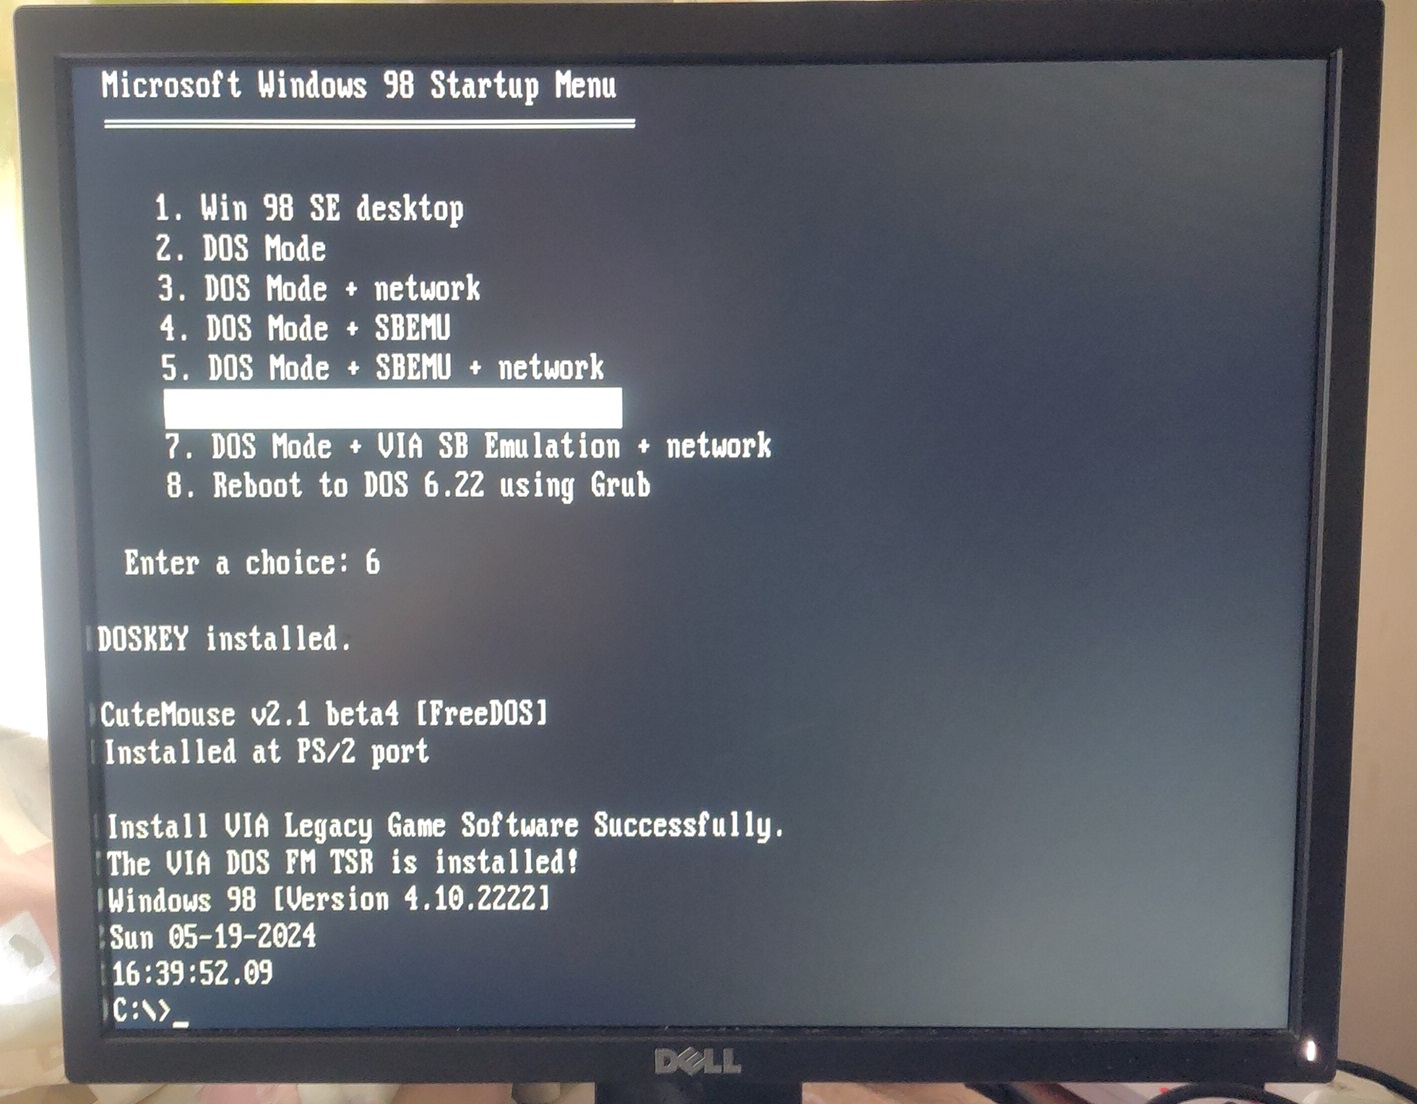 Microsoft Windows 98 Startup Menu
1. Win 98 SE desktop
2. DOS Mode
3. DOS Mode + network
4. DOS Mode + SBEMU
5. DOS Mode + SBEMU + network
7. DOS Mode + VIA SB Emulation + network
8. Reboot to DOS 6.22 using Grub
Enter a choice: 6
DOSKEY installed.
CuteMouse v2.1 beta4 [FreeDOS]
Installed at PS/2 port
Install VIA Legacy Game Software Successfully.
The VIA DOS FM TSR is installed!
Windows 98 [Version 4.10.2222]
Sun 05-19-2024
16:39:52.09
C:\>_
DELL